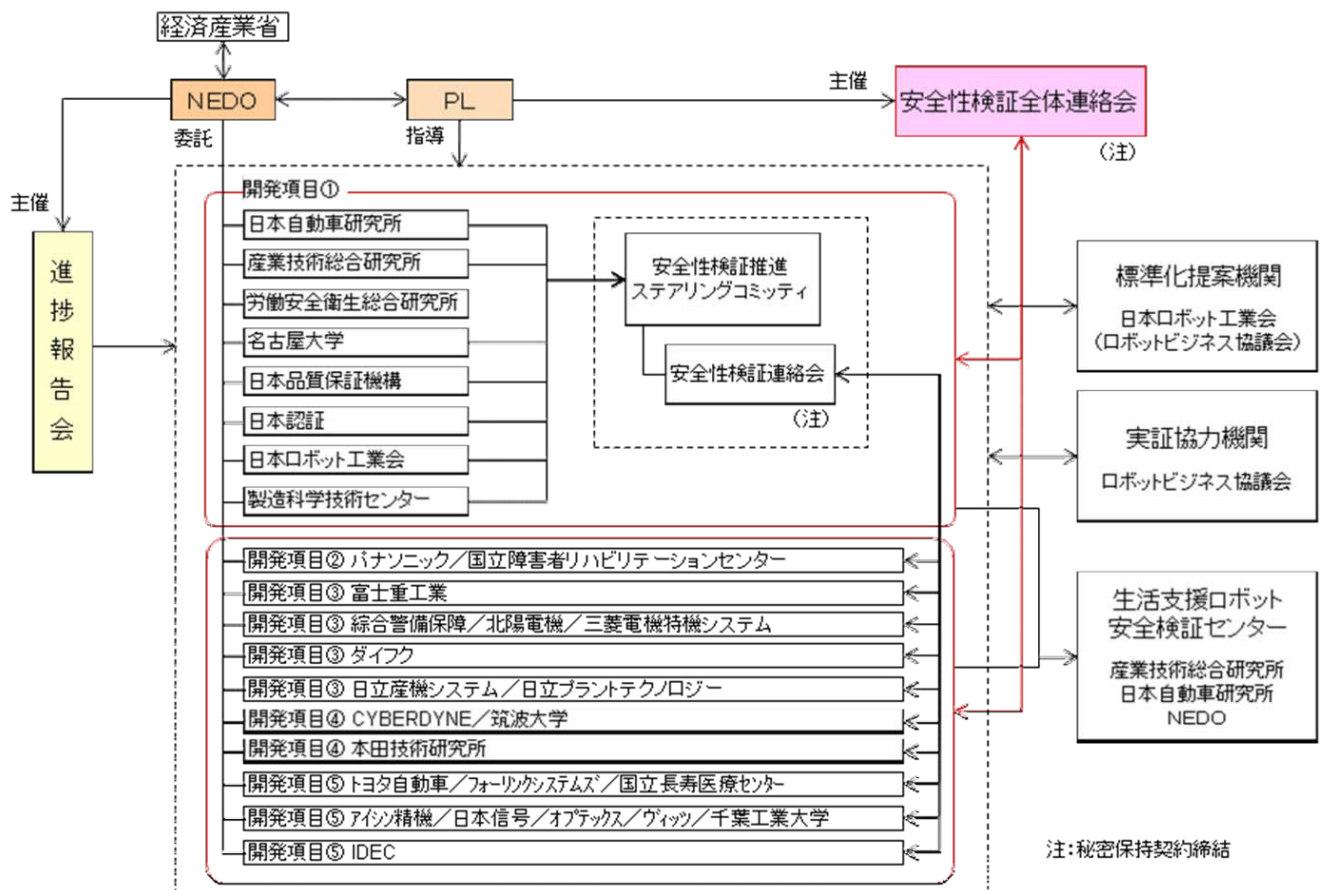 経済産業省
NEDO
PL
主催
安全性検証全体連絡会
委託
指導
(注)
主催
進捗報告会
開発項目①
日本自動車研究所
産業技術総合研究所
労働安全衛生総合研究所
名古屋大学
日本品質保証機構
日本認証
日本ロボット工業会
製造科学技術センター
安全性検証推進
ステアリングコミッティ
安全性検証連絡会
(注)
標準化提案機関
日本ロボット工業会
(ロボットビジネス協議会)
実証協力機関
ロボットビジネス協議会
開発項目② パナソニック/国立障害者リハビリテーションセンター
開発項目③ 富士重工業
開発項目③ 綜合警備保障/北陽電機/三菱電機特機システム
開発項目③ ダイフク
開発項目③ 日立産機システム/日立プラントテクノロジー
開発項目④ CYBERDYNE/筑波大学
開発項目④ 本田技術研究所
開発項目⑤ トヨタ自動車/フォーリンクシステムズ/国立長寿医療センター
開発項目⑤ アイシン精機/日本信号/オプテックス/ヴィッツ/千葉工業大学
開発項目⑤ IDEC
生活支援ロボット
安全検証センター
産業技術総合研究所
日本自動車研究所
NEDO
注:秘密保持契約締結